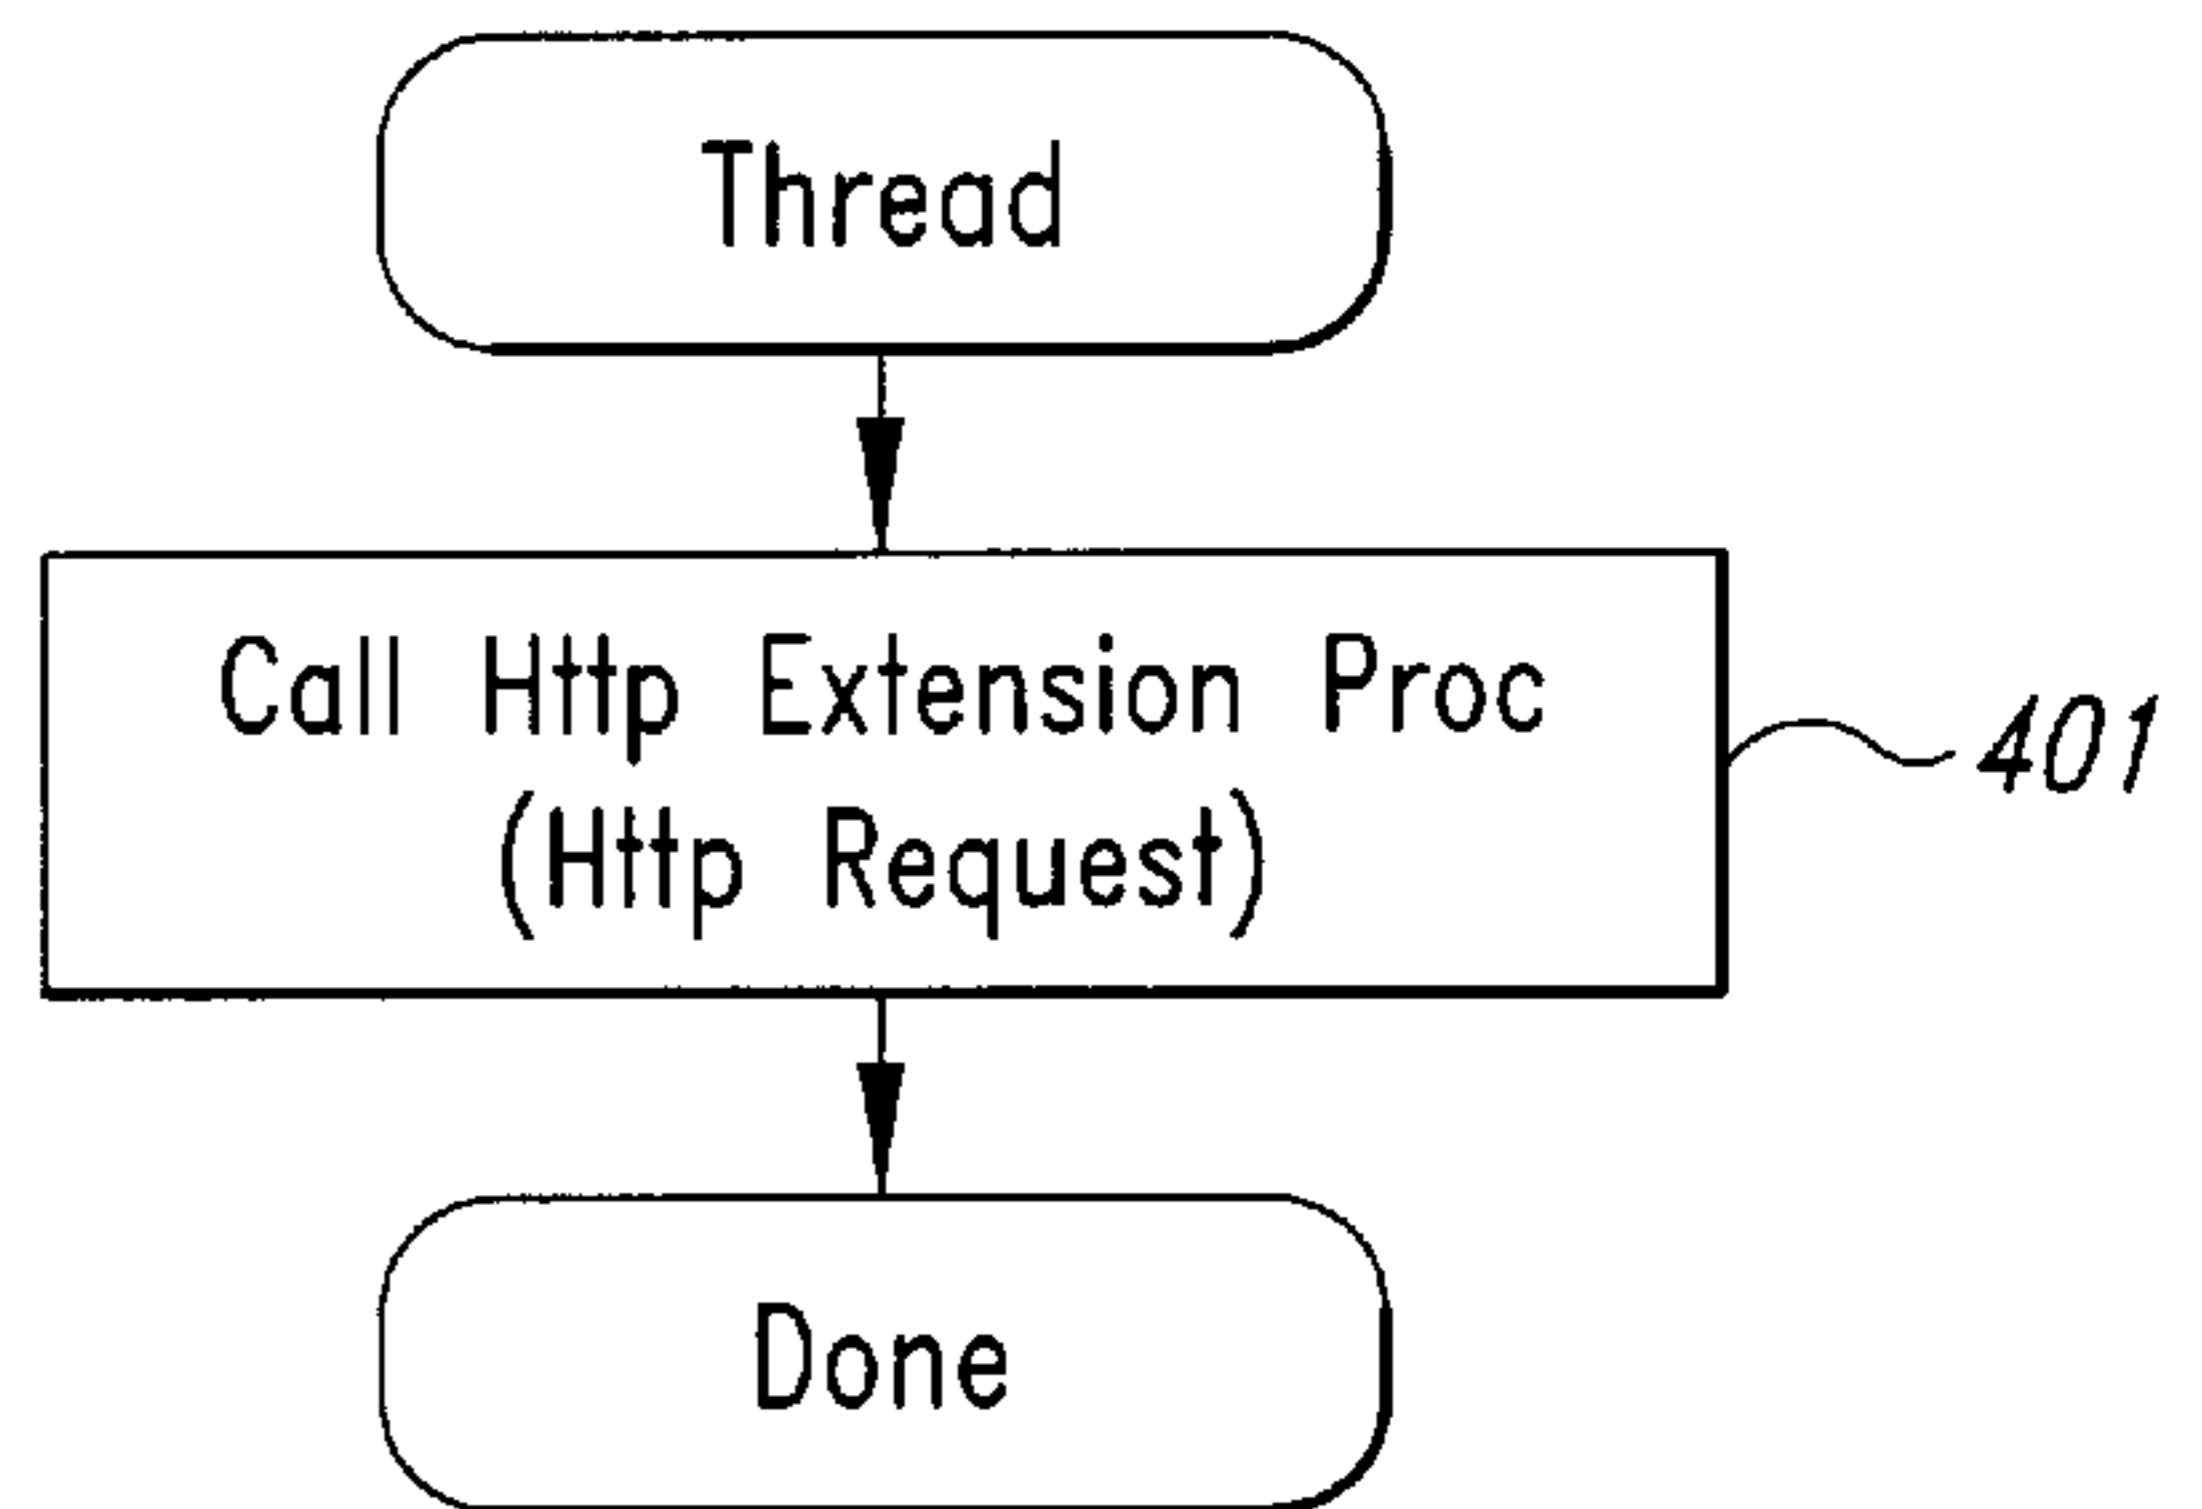 Thread
Call Http Extension Proc
(Http Request)
401
Done